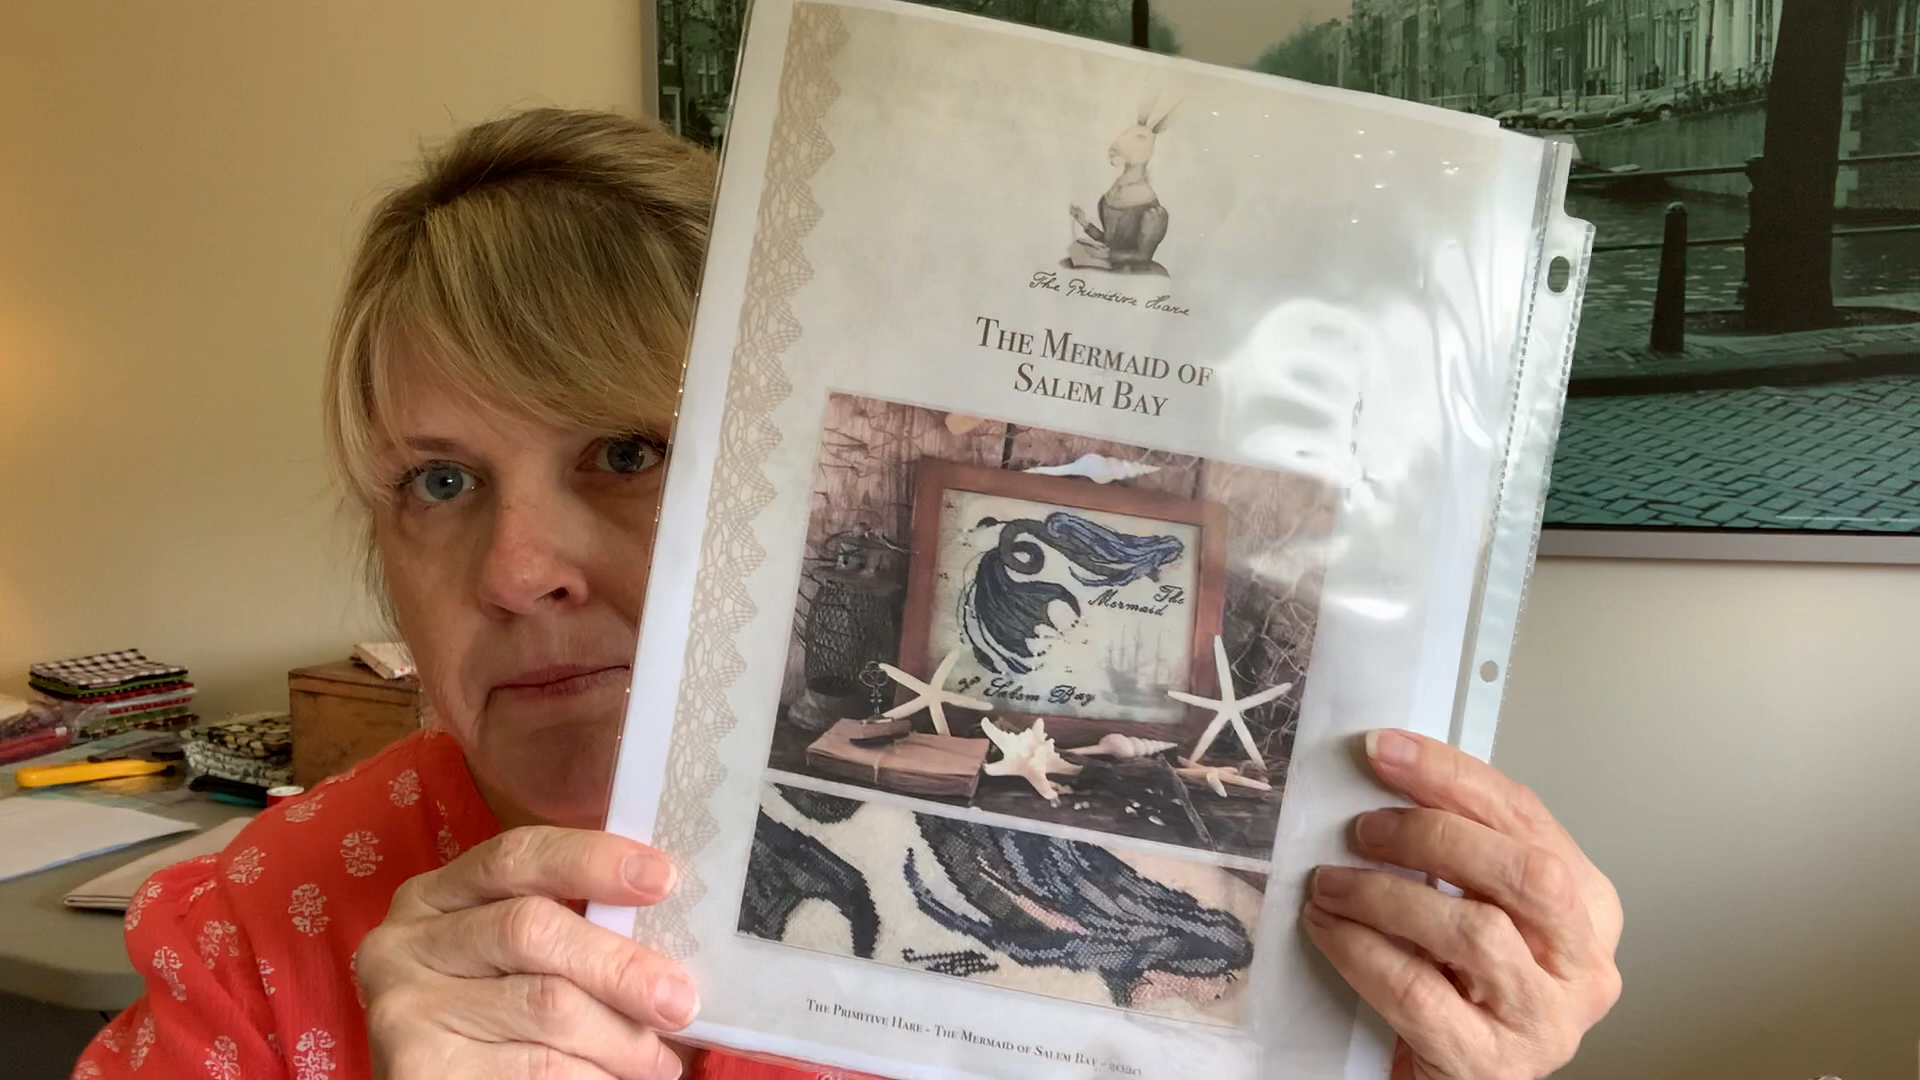 The Primitive Hare
THE MERMAID OF
SALEM BAY
The
Mermaid
of Salem Bay
THE PRIMITIVE HARE - THE MERMAID OF SALEM BAY - 2020